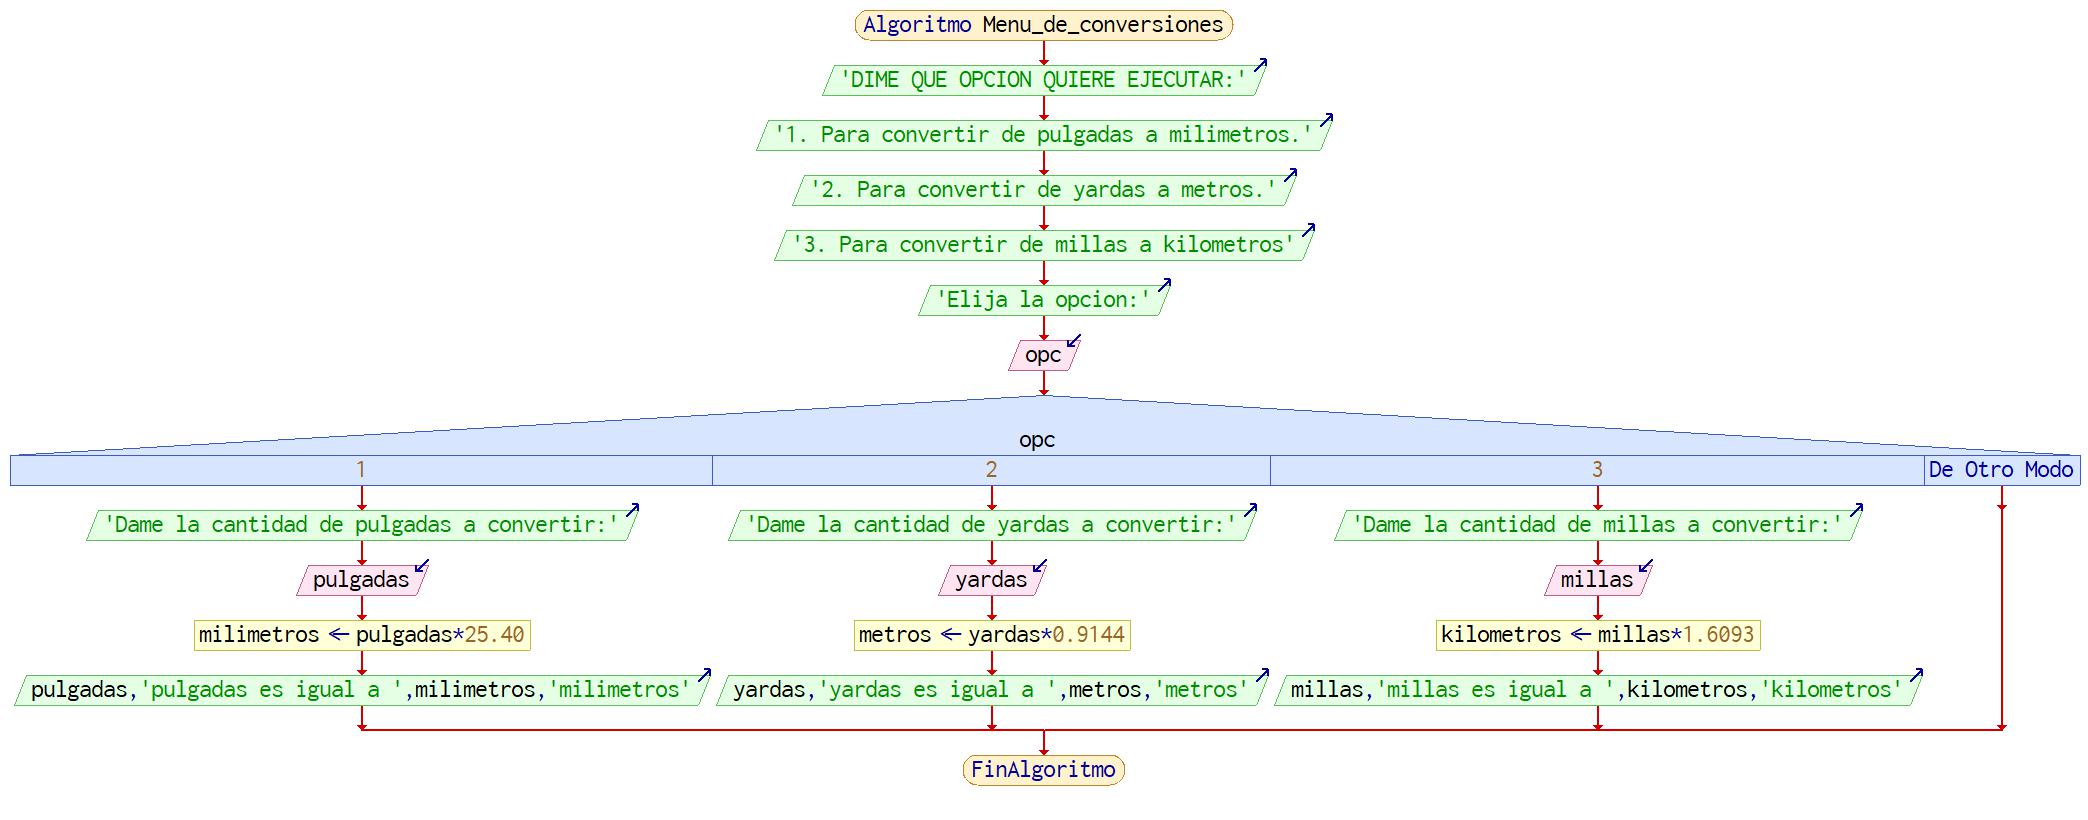 Algoritmo Menu_de_conversiones
'DIME QUE OPCION QUIERE EJECUTAR:'
'1. Para convertir de pulgadas a milimetros.'
'2. Para convertir de yardas a metros.'
'3. Para convertir de millas a kilometros'
'Elija la opcion:'
opc
opc
1 2 3 De Otro Modo
'Dame la cantidad de pulgadas a convertir:' 'Dame la cantidad de yardas a convertir:' 'Dame la cantidad de millas a convertir:'
pulgadas yardas millas
milimetros ← pulgadas*25.40 metros ← yardas*0.9144 kilometros ← millas*1.6093
pulgadas,'pulgadas es igual a ',milimetros,'milimetros' yardas,'yardas es igual a ',metros,'metros' millas,'millas es igual a ',kilometros,'kilometros'
FinAlgoritmo